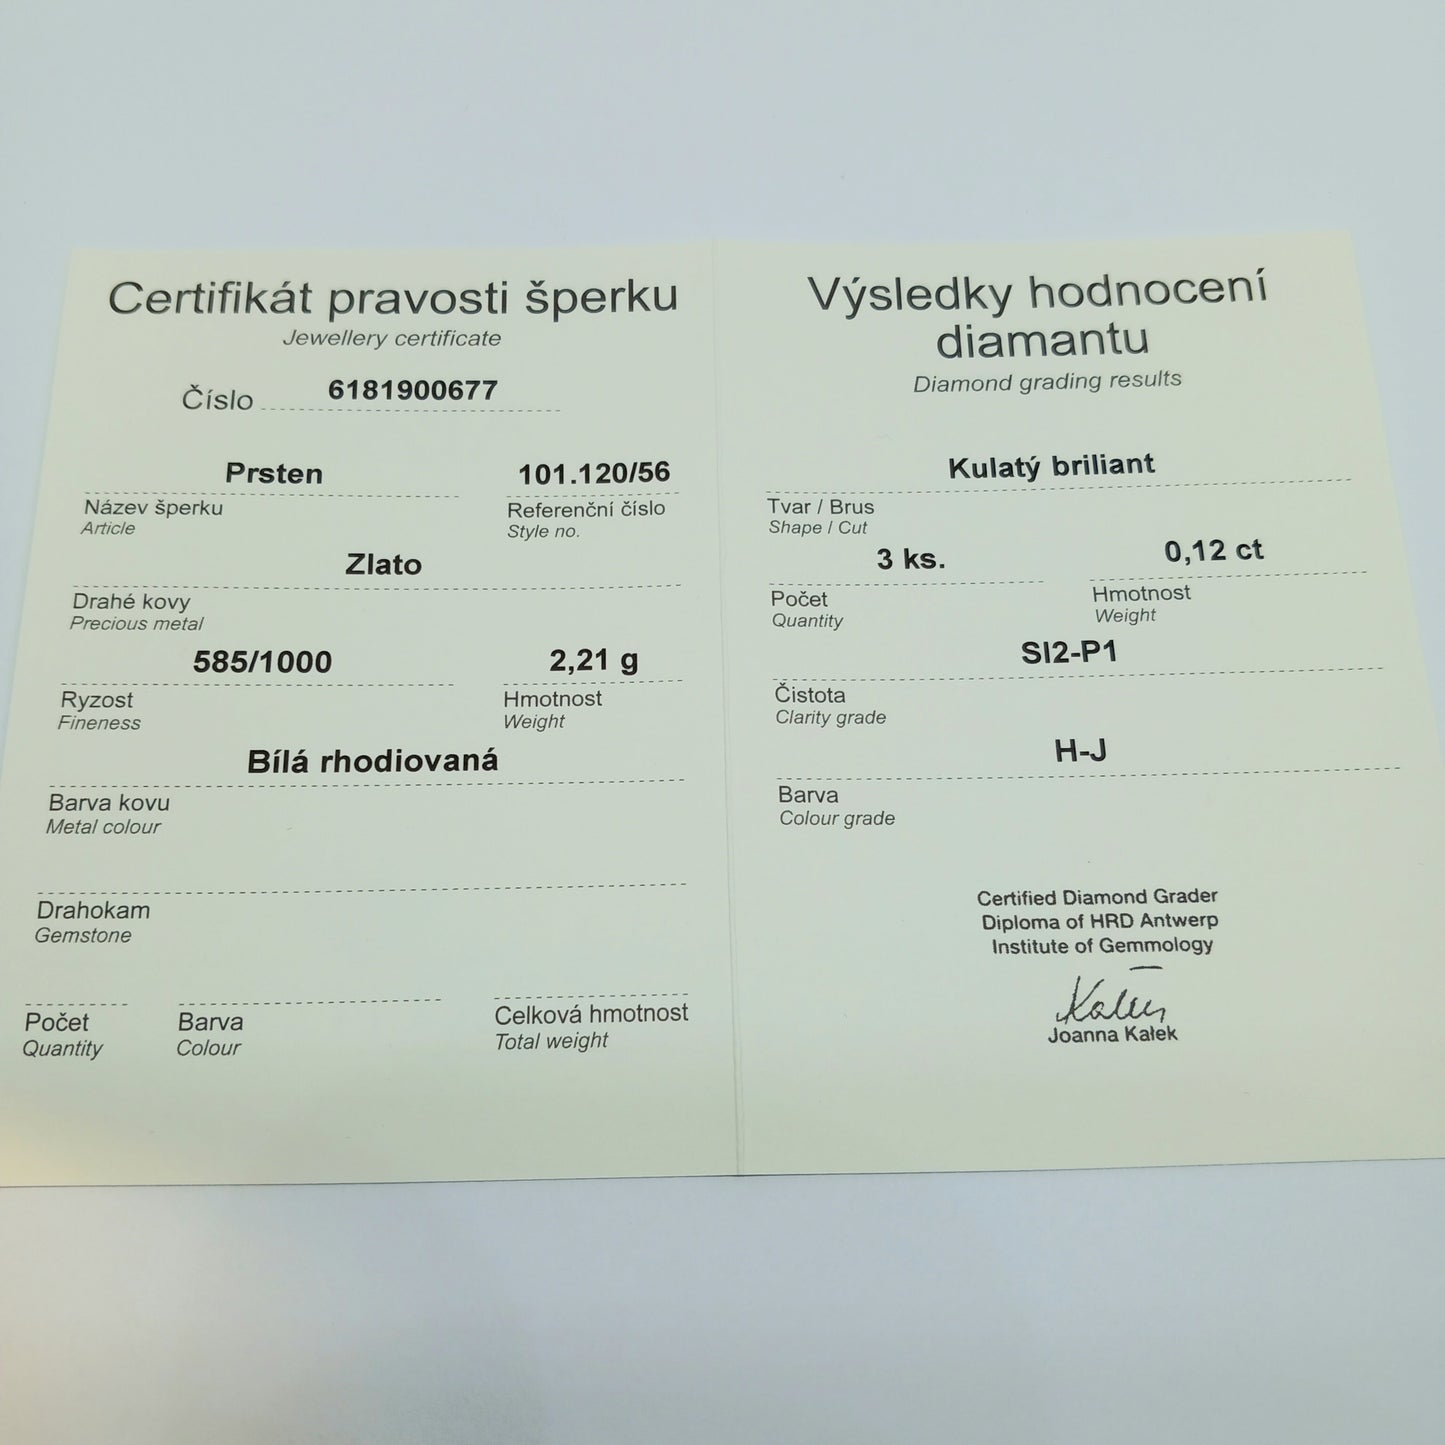 Certifikát pravosti šperku
Jewellery certificate
Číslo 6181900677
Prsten 101.120/56
Název šperku Referenční číslo
Article Style no.
Zlato
Drahé kovy
Precious metal
585/1000 2,21 g
Ryzost Hmotnost
Fineness Weight
Bílá rhodiovaná
Barva kovu
Metal colour
Drahokam
Gemstone
Počet Barva Celková hmotnost
Quantity Colour Total weight
Výsledky hodnocení
diamantu
Diamond grading results
Kulatý briliant
Tvar / Brus
Shape / Cut
3 ks. 0,12 ct
Počet Hmotnost
Quantity Weight
SI2-P1
Čistota
Clarity grade
H-J
Barva
Colour grade
Certified Diamond Grader
Diploma of HRD Antwerp
Institute of Gemmology
Joanna Kałek